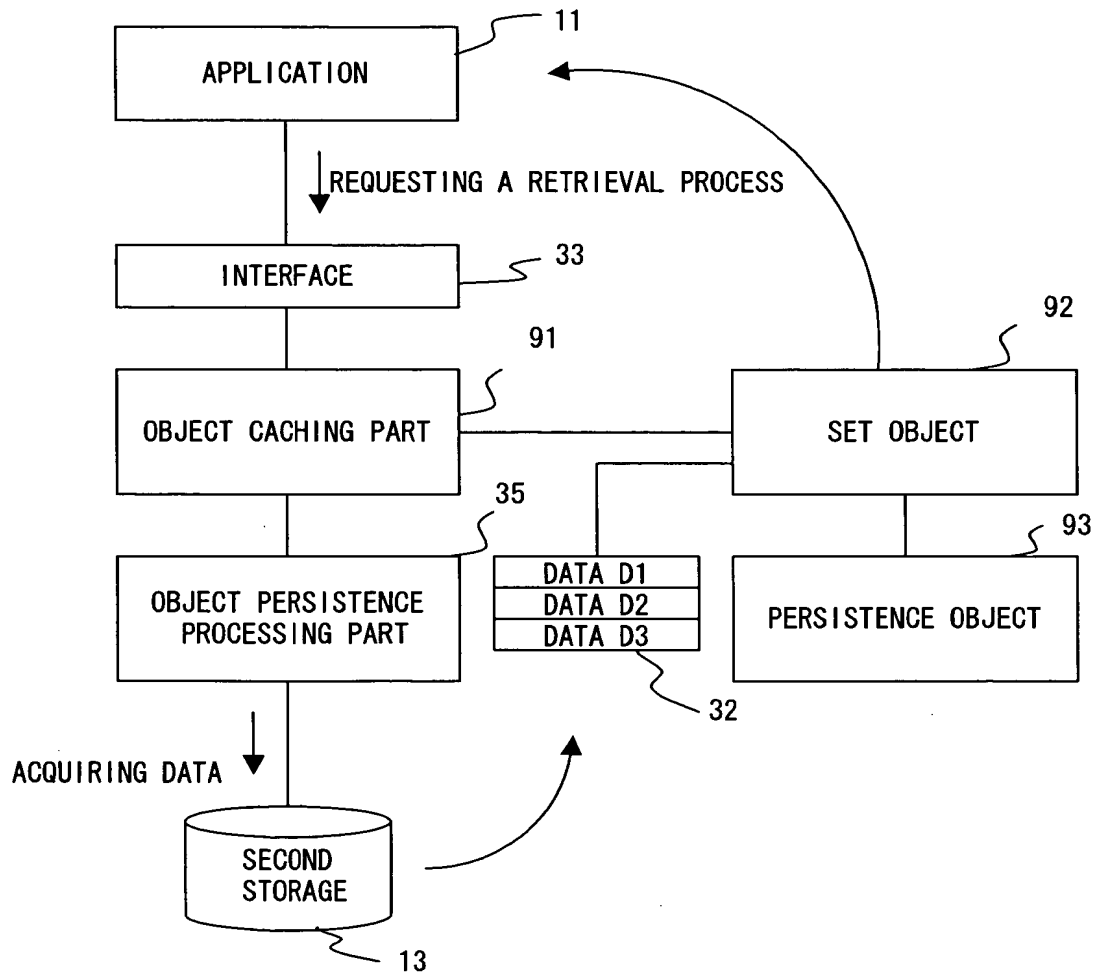 11
APPLICATION
REQUESTING A RETRIEVAL PROCESS
33
INTERFACE
91
92
OBJECT CACHING PART
SET OBJECT
35
93
DATA D1
DATA D2
DATA D3
OBJECT PERSISTENCE
PROCESSING PART
PERSISTENCE OBJECT
32
ACQUIRING DATA
SECOND
STORAGE
13